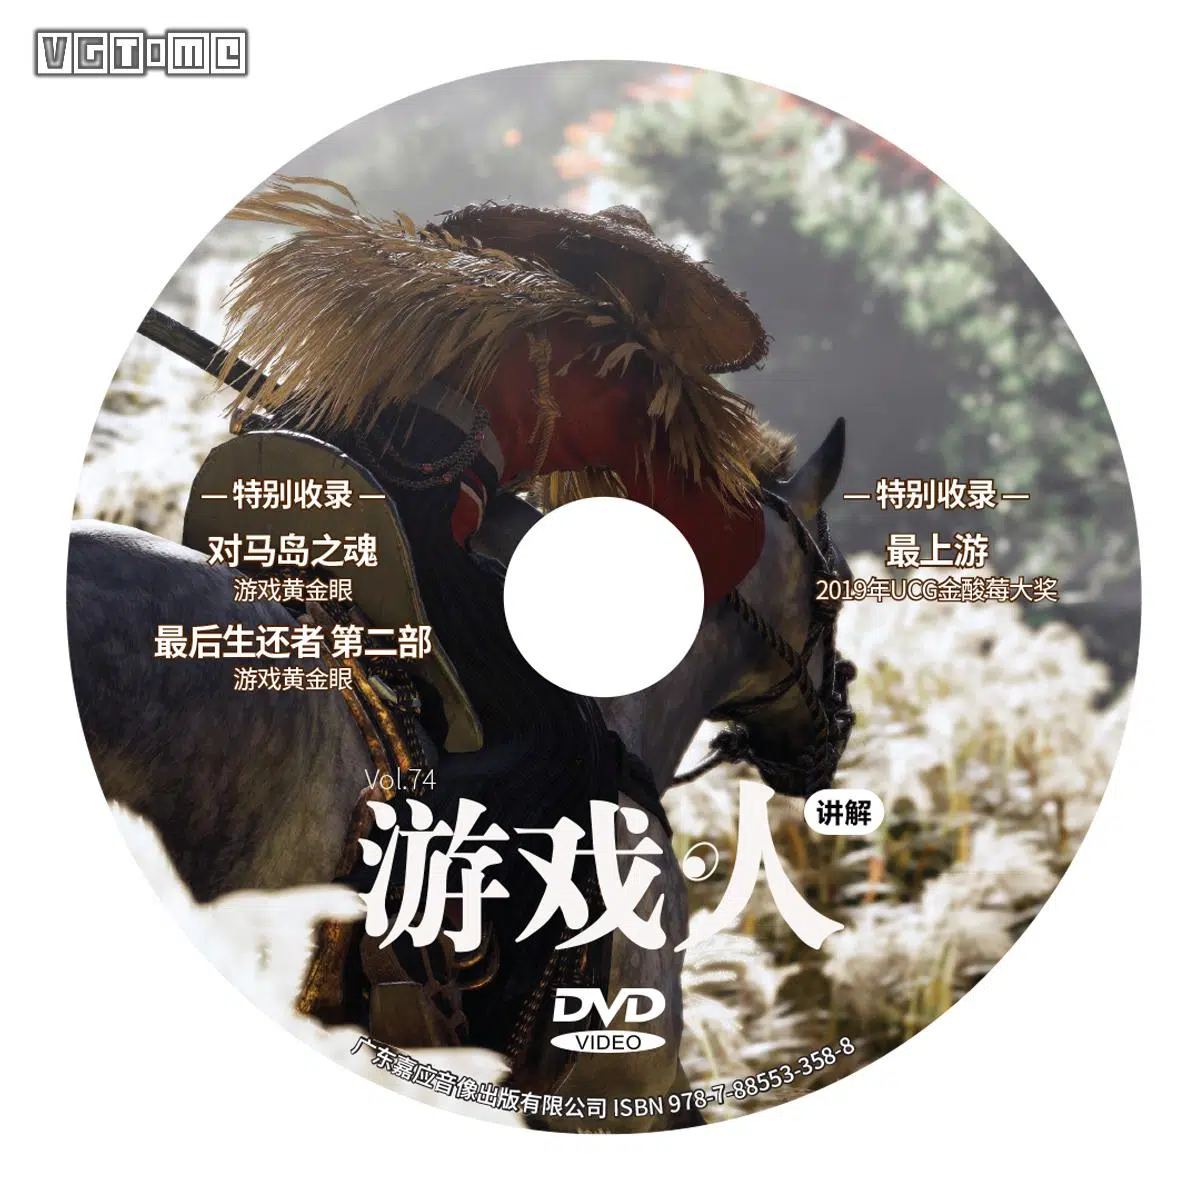 VGTIME
— 特别收录 —
对马岛之魂
游戏黄金眼
最后生还者 第二部
游戏黄金眼
— 特别收录 —
最上游
2019年UCG金酸莓大奖
Vol.74
游戏·人
讲解
DVD
VIDEO
广东嘉应音像出版有限公司 ISBN 978-7-88553-358-8